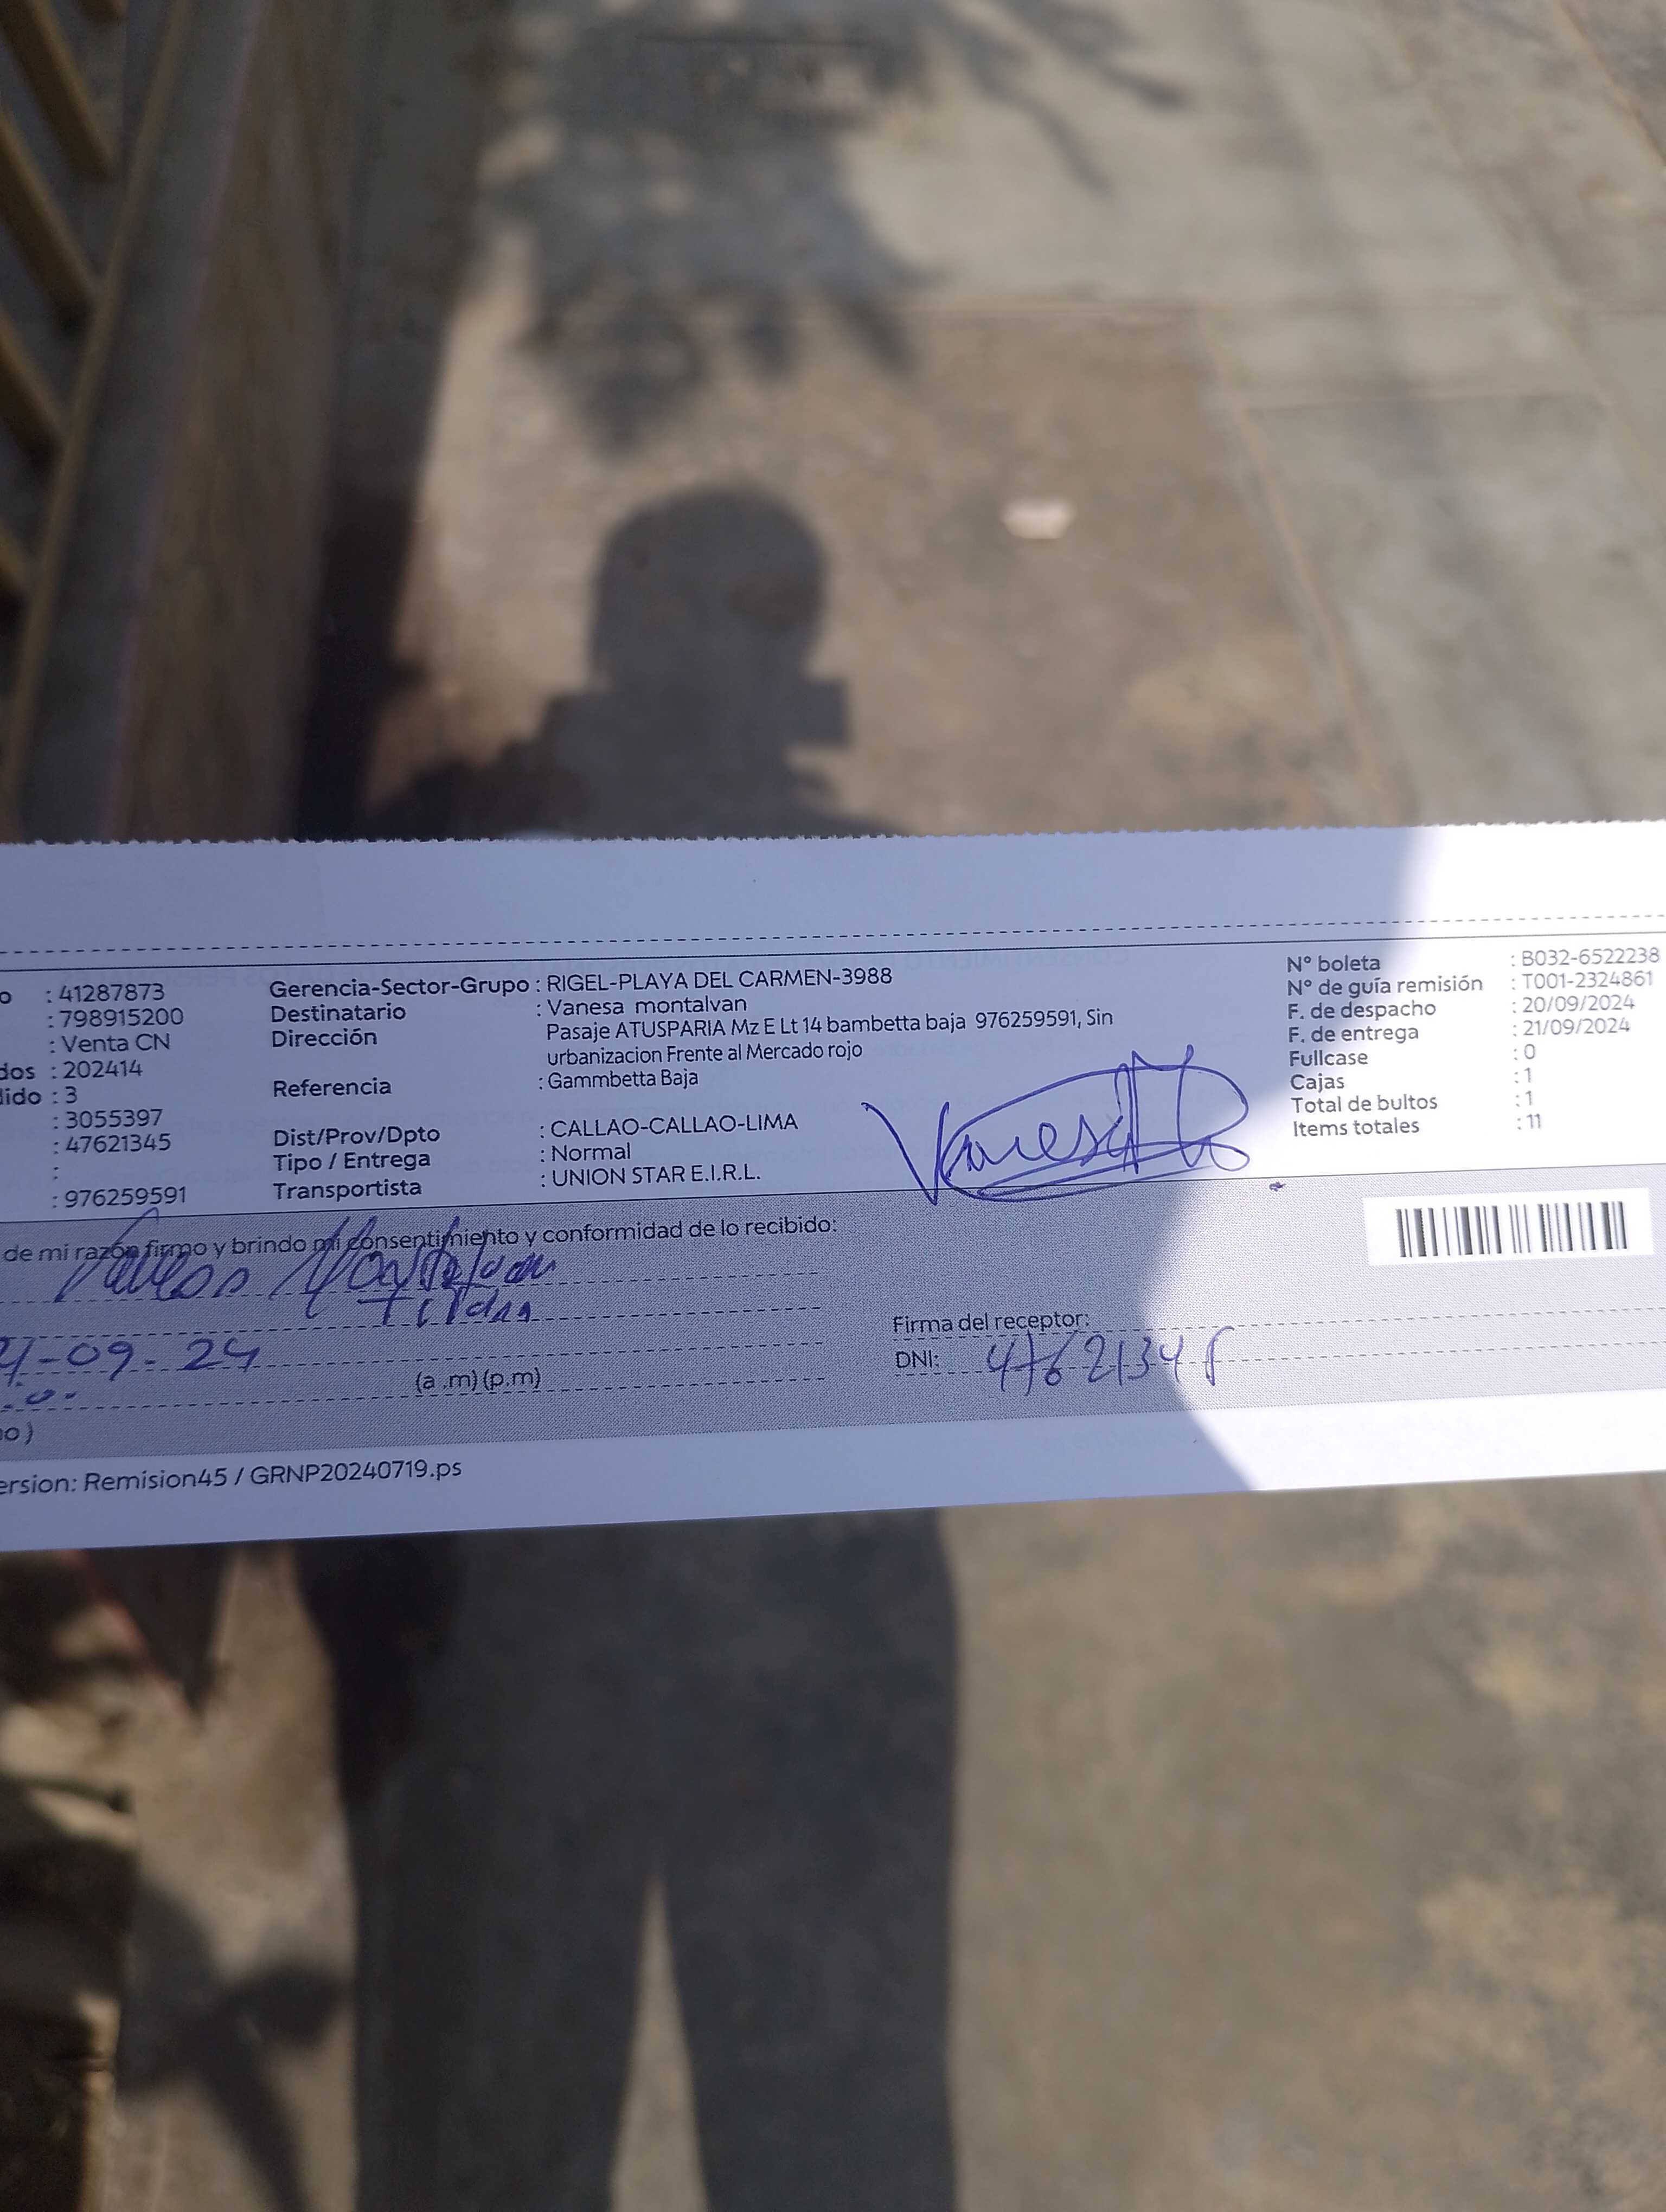 o : 41287873
: 798915200
: Venta CN
dos : 202414
dido : 3
: 3055397
: 47621345
:
: 976259591
Gerencia-Sector-Grupo : RIGEL-PLAYA DEL CARMEN-3988
Destinatario : Vanesa montalvan
Dirección Pasaje ATUSPARIA Mz E Lt 14 bambetta baja 976259591, Sin
urbanizacion Frente al Mercado rojo
Referencia : Gammbetta Baja
Dist/Prov/Dpto : CALLAO-CALLAO-LIMA
Tipo / Entrega : Normal
Transportista : UNION STAR E.I.R.L.
N° boleta : B032-6522238
N° de guía remisión : T001-2324861
F. de despacho : 20/09/2024
F. de entrega : 21/09/2024
Fullcase : 0
Cajas : 1
Total de bultos : 1
Items totales : 11
Vanesa
de mi razón firmo y brindo mi consentimiento y conformidad de lo recibido:
Montalvan
-09-24
(a .m) (p.m)
Firma del receptor:
DNI: 47621345
no )
ersion: Remision45 / GRNP20240719.ps